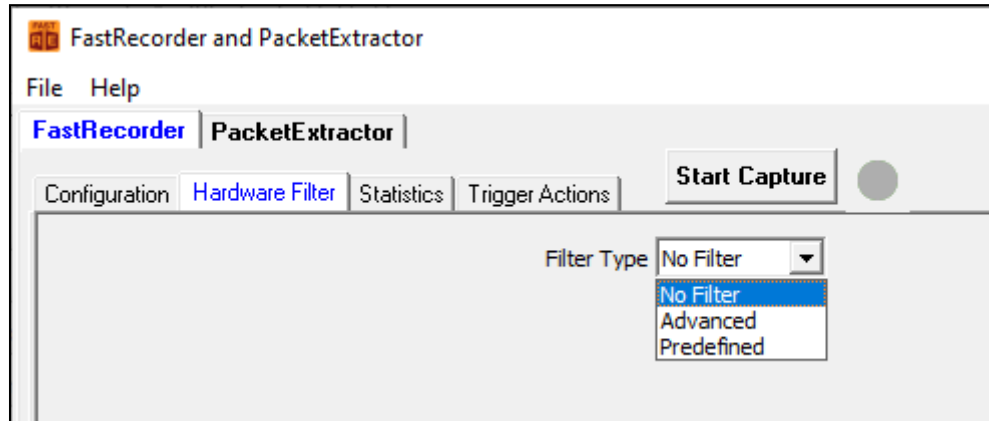 FastRecorder and PacketExtractor
File Help
FastRecorder PacketExtractor
Start Capture
Configuration Hardware Filter Statistics Trigger Actions
Filter Type No Filter
No Filter
Advanced
Predefined